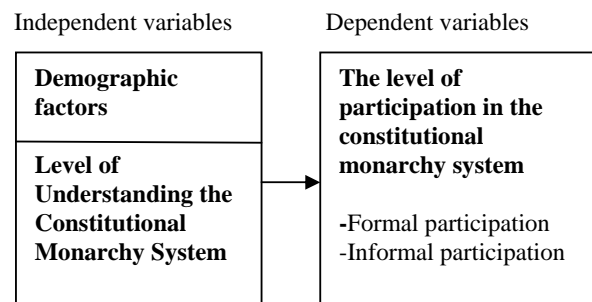 Independent variables
Demographic
factors
Level of
Understanding the
Constitutional
Monarchy System
Dependent variables
The level of
participation in the
constitutional
monarchy system
-Formal participation
-Informal participation